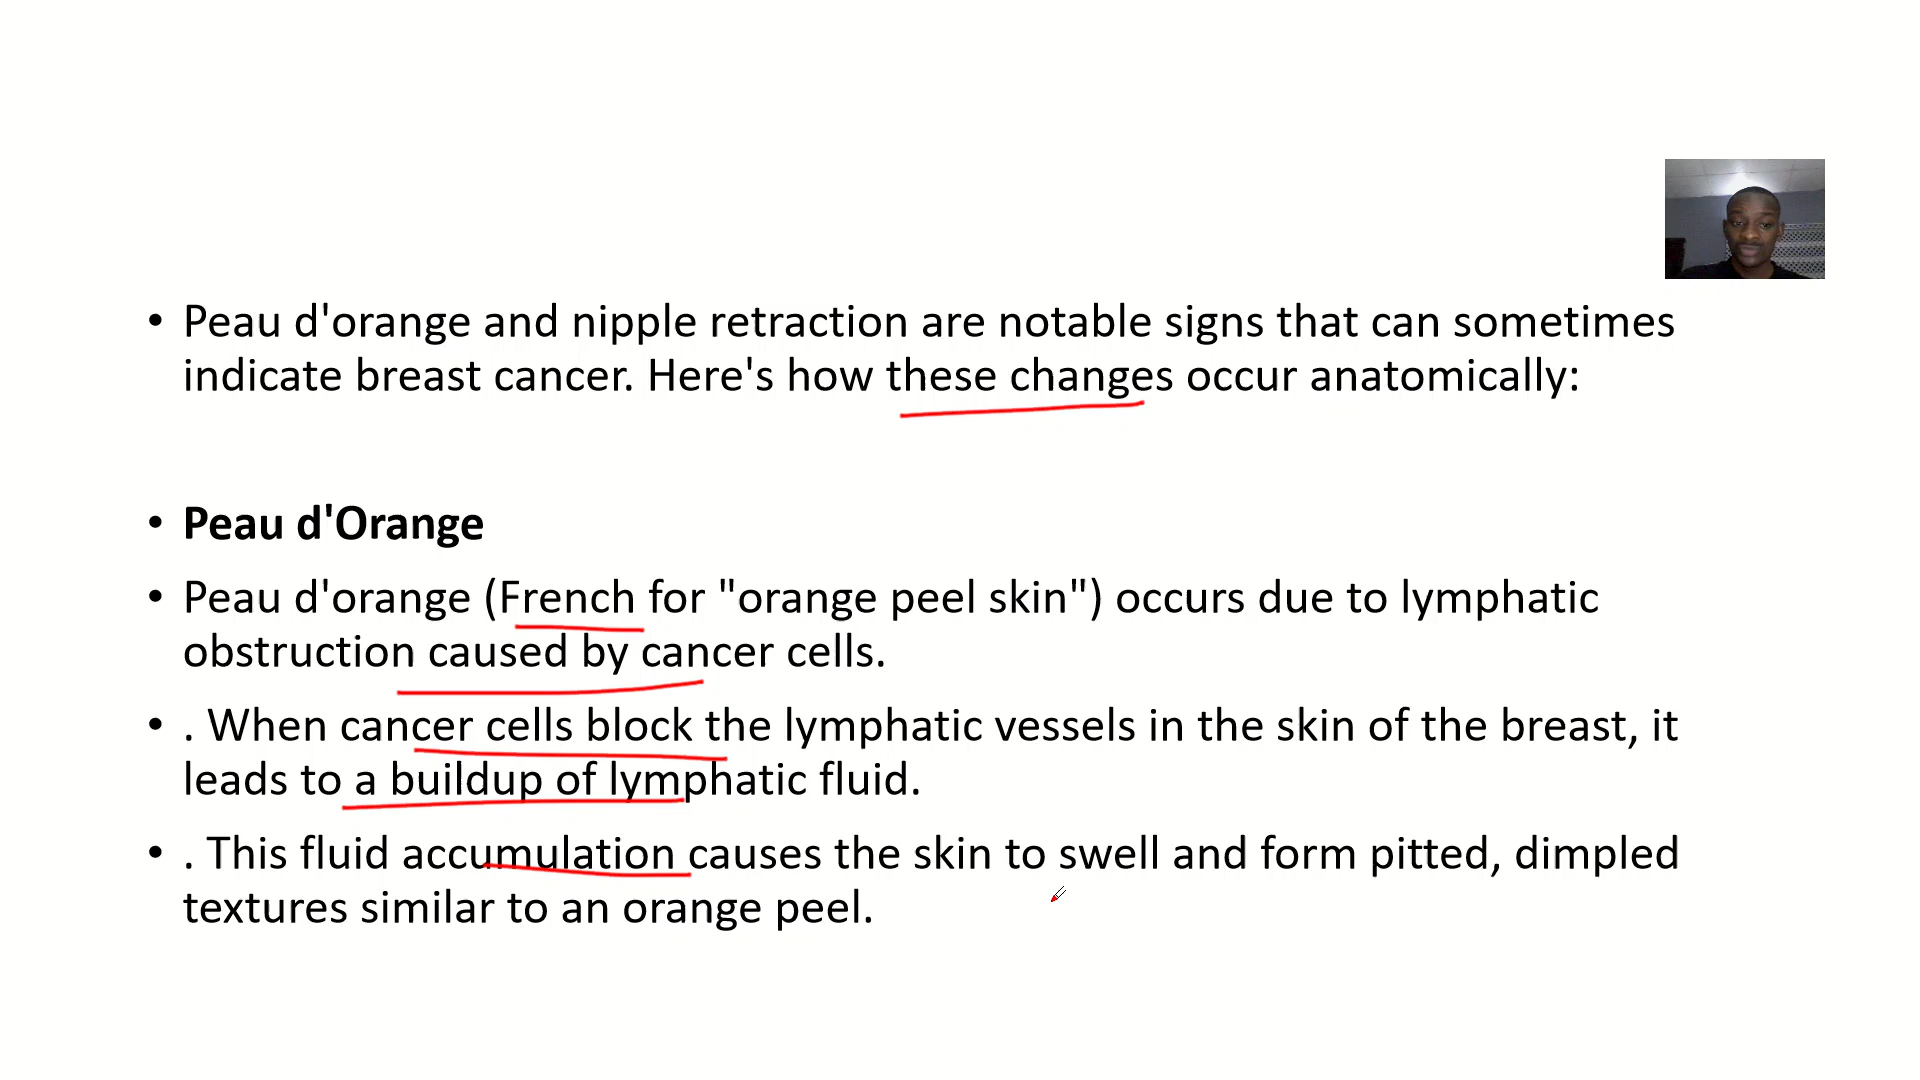 • Peau d'orange and nipple retraction are notable signs that can sometimes
indicate breast cancer. Here's how these changes occur anatomically:
• Peau d'Orange
• Peau d'orange (French for "orange peel skin") occurs due to lymphatic
obstruction caused by cancer cells.
• . When cancer cells block the lymphatic vessels in the skin of the breast, it
leads to a buildup of lymphatic fluid.
• . This fluid accumulation causes the skin to swell and form pitted, dimpled
textures similar to an orange peel.